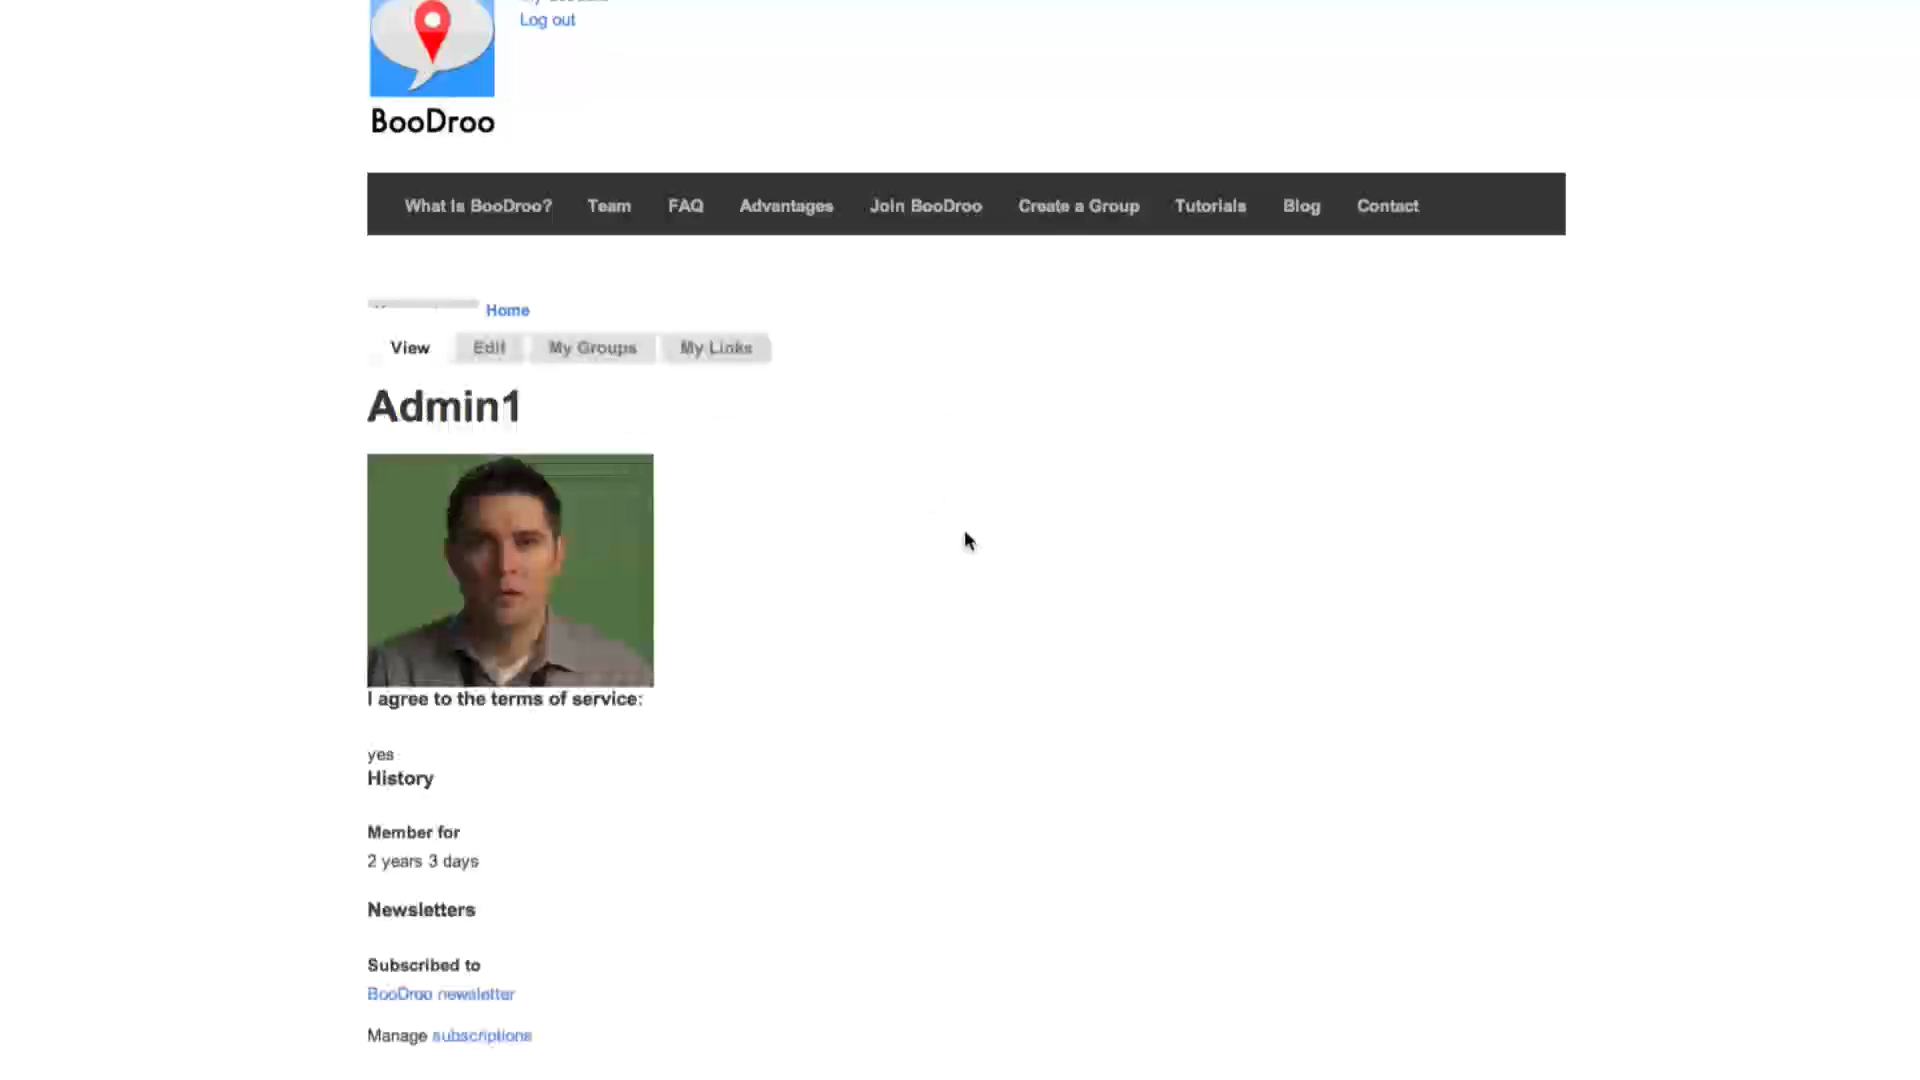 Log out
BooDroo
What is BooDroo? Team FAQ Advantages Join BooDroo Create a Group Tutorials Blog Contact
Home
View Edit My Groups My Links
Admin1
I agree to the terms of service:
yes
History
Member for
2 years 3 days
Newsletters
Subscribed to
BooDroo newsletter
Manage subscriptions